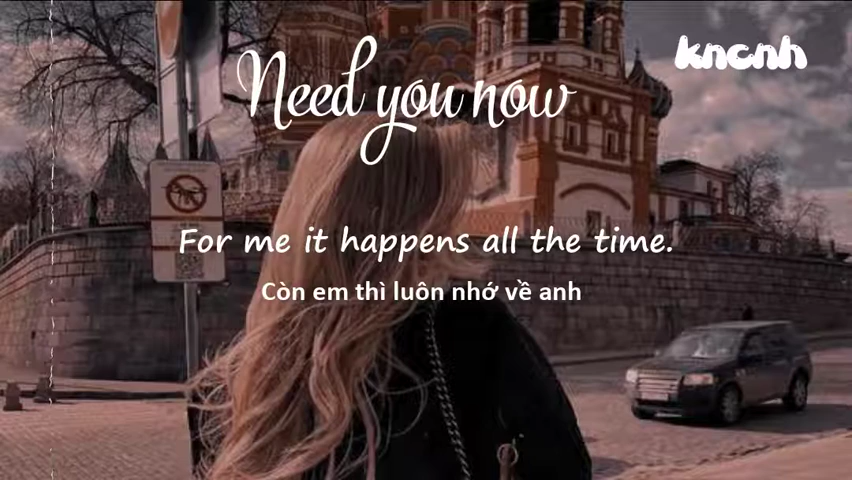 Need you now
kncnh
For me it happens all the time.
Còn em thì luôn nhớ về anh